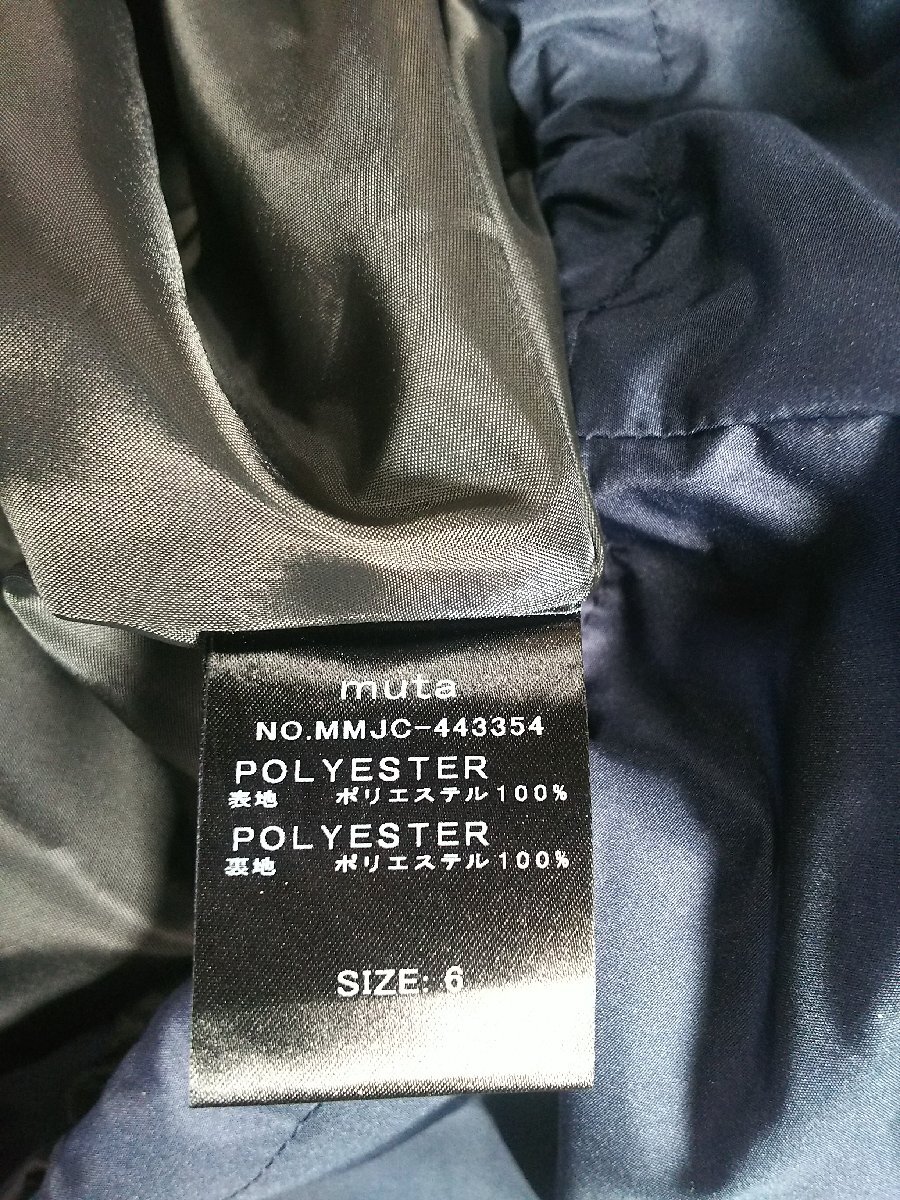 muta
NO.MMJC-443354
POLYESTER
表地 ポリエステル100%
POLYESTER
裏地 ポリエステル100%
SIZE: 6